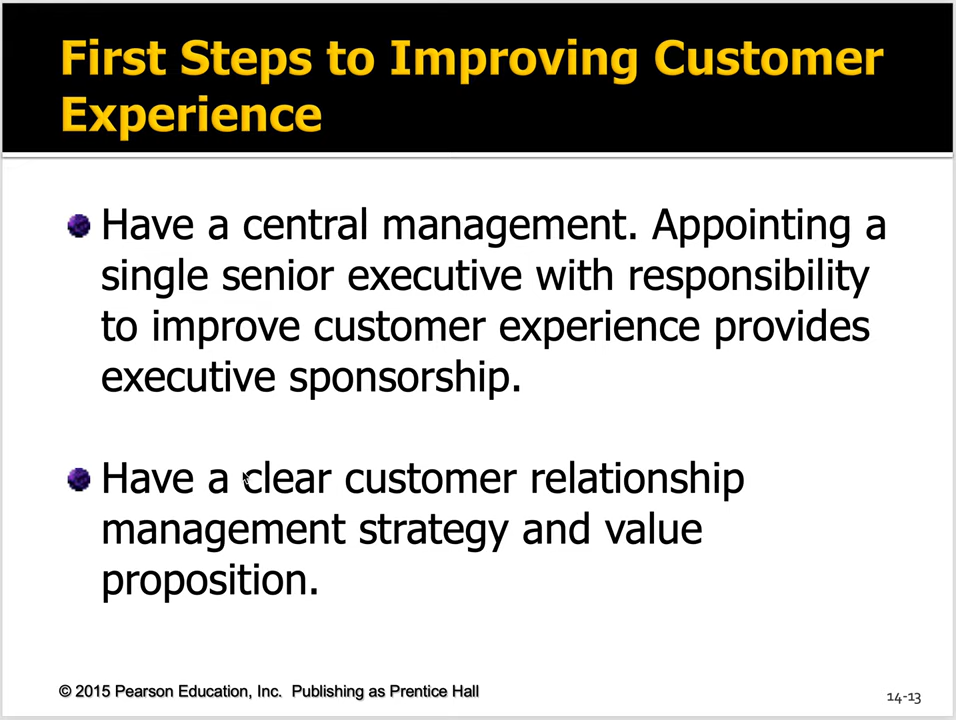 First Steps to Improving Customer
Experience
Have a central management. Appointing a
single senior executive with responsibility
to improve customer experience provides
executive sponsorship.
Have a clear customer relationship
management strategy and value
proposition.
© 2015 Pearson Education, Inc.  Publishing as Prentice Hall
14-13